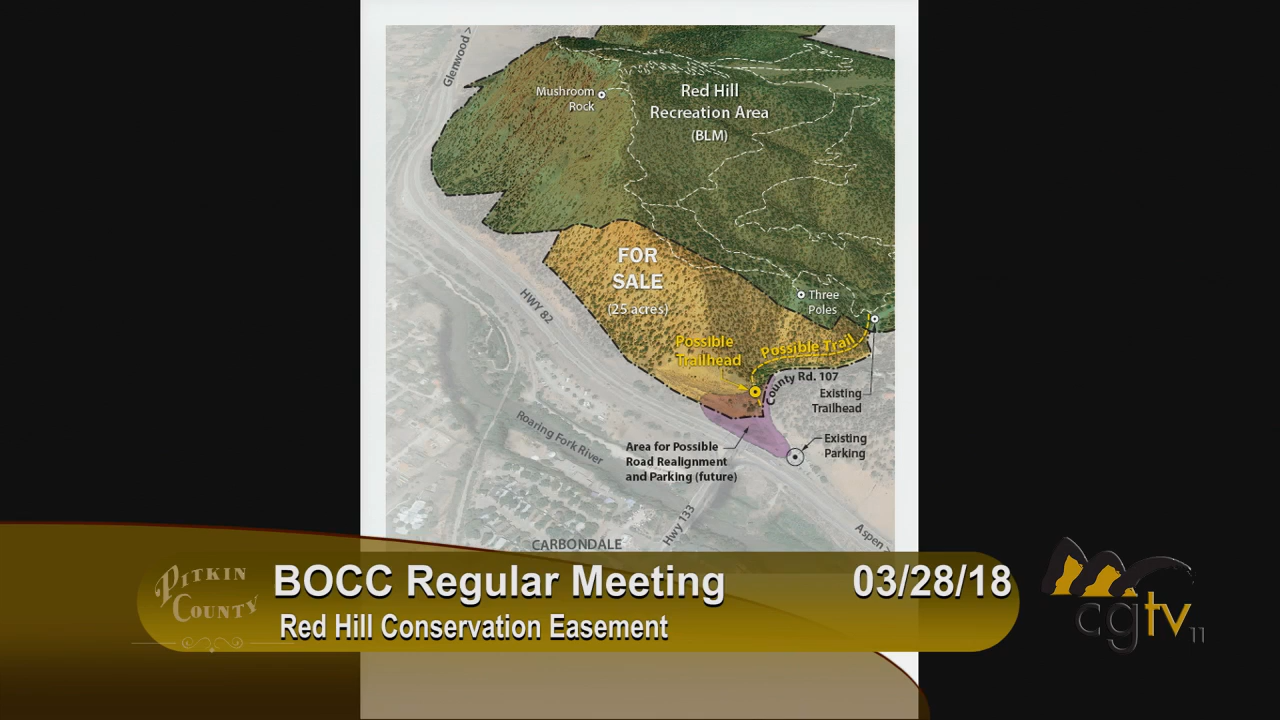 Glenwood >
Mushroom
Rock
Red Hill
Recreation Area
(BLM)
FOR
SALE
(25 acres)
HWY 82
Three
Poles
Possible
Trailhead
Possible Trail
County Rd. 107
Existing
Trailhead
Roaring Fork River
Area for Possible
Road Realignment
and Parking (future)
Existing
Parking
Hwy 133
Aspen >
CARBONDALE
PITKIN
COUNTY
BOCC Regular Meeting 03/28/18
Red Hill Conservation Easement
cgtv 11